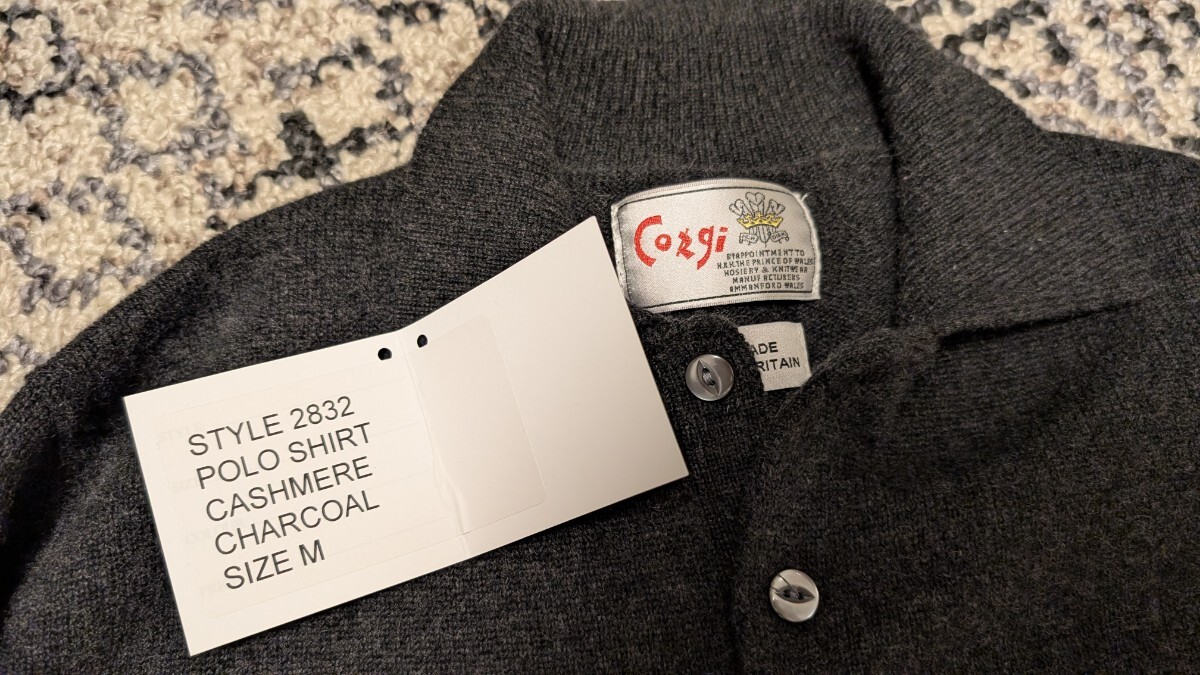 Corgi
BY APPOINTMENT TO
H.R.H. THE PRINCE OF WALES
HOSIERY & KNITWEAR
MANUFACTURERS
AMMANFORD WALES
ADE
RITAIN
STYLE 2832
POLO SHIRT
CASHMERE
CHARCOAL
SIZE M